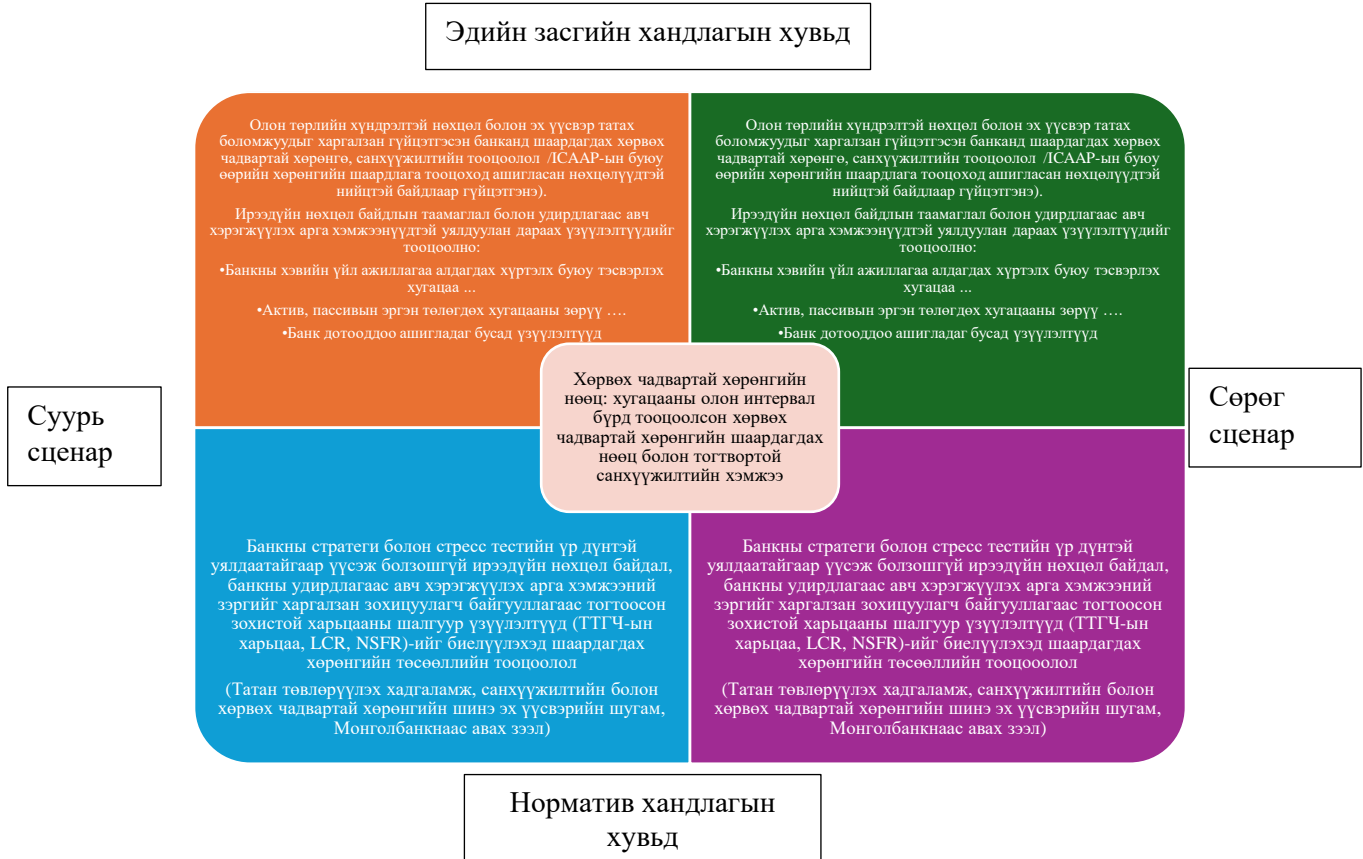 Эдийн засгийн хандлагын хувьд
Олон төрлийн хүндрэлтэй нөхцөл болон эх үүсвэр татах
боломжуудыг харгалзан гүйцэтгэсэн банканд шаардагдах хөрвөх
чадвартай хөрөнгө, санхүүжилтийн тооцоолол /ICAAP-ын буюу
өөрийн хөрөнгийн шаардлага тооцоход ашигласан нөхцөлүүдтэй
нийцтэй байдлаар гүйцэтгэнэ).
Ирээдүйн нөхцөл байдлын таамаглал болон удирдлагаас авч
хэрэгжүүлэх арга хэмжээнүүдтэй уялдуулан дараах үзүүлэлтүүдийг
тооцоолно:
•Банкны хэвийн үйл ажиллагаа алдагдах хүртэлх буюу тэсвэрлэх
хугацаа ...
•Актив, пассивын эргэн төлөгдөх хугацааны зөрүү ….
•Банк дотооддоо ашигладаг бусад үзүүлэлтүүд
Олон төрлийн хүндрэлтэй нөхцөл болон эх үүсвэр татах
боломжуудыг харгалзан гүйцэтгэсэн банканд шаардагдах хөрвөх
чадвартай хөрөнгө, санхүүжилтийн тооцоолол /ICAAP-ын буюу
өөрийн хөрөнгийн шаардлага тооцоход ашигласан нөхцөлүүдтэй
нийцтэй байдлаар гүйцэтгэнэ).
Ирээдүйн нөхцөл байдлын таамаглал болон удирдлагаас авч
хэрэгжүүлэх арга хэмжээнүүдтэй уялдуулан дараах үзүүлэлтүүдийг
тооцоолно:
•Банкны хэвийн үйл ажиллагаа алдагдах хүртэлх буюу тэсвэрлэх
хугацаа ...
•Актив, пассивын эргэн төлөгдөх хугацааны зөрүү ….
•Банк дотооддоо ашигладаг бусад үзүүлэлтүүд
Суурь
сценар
Хөрвөх чадвартай хөрөнгийн
нөөц: хугацааны олон интервал
бүрд тооцоолсон хөрвөх
чадвартай хөрөнгийн шаардагдах
нөөц болон тогтвортой
санхүүжилтийн хэмжээ
Сөрөг
сценар
Банкны стратеги болон стресс тестийн үр дүнтэй
уялдаатайгаар үүсэж болзошгүй ирээдүйн нөхцөл байдал,
банкны удирдлагаас авч хэрэгжүүлэх арга хэмжээний
зэргийг харгалзан зохицуулагч байгууллагаас тогтоосон
зохистой харьцааны шалгуур үзүүлэлтүүд (ТТГЧ-ын
харьцаа, LCR, NSFR)-ийг биелүүлэхэд шаардагдах
хөрөнгийн төсөөллийн тооцоолол
(Татан төвлөрүүлэх хадгаламж, санхүүжилтийн болон
хөрвөх чадвартай хөрөнгийн шинэ эх үүсвэрийн шугам,
Монголбанкнаас авах зээл)
Банкны стратеги болон стресс тестийн үр дүнтэй
уялдаатайгаар үүсэж болзошгүй ирээдүйн нөхцөл байдал,
банкны удирдлагаас авч хэрэгжүүлэх арга хэмжээний
зэргийг харгалзан зохицуулагч байгууллагаас тогтоосон
зохистой харьцааны шалгуур үзүүлэлтүүд (ТТГЧ-ын
харьцаа, LCR, NSFR)-ийг биелүүлэхэд шаардагдах
хөрөнгийн төсөөллийн тооцооолол
(Татан төвлөрүүлэх хадгаламж, санхүүжилтийн болон
хөрвөх чадвартай хөрөнгийн шинэ эх үүсвэрийн шугам,
Монголбанкнаас авах зээл)
Норматив хандлагын
хувьд